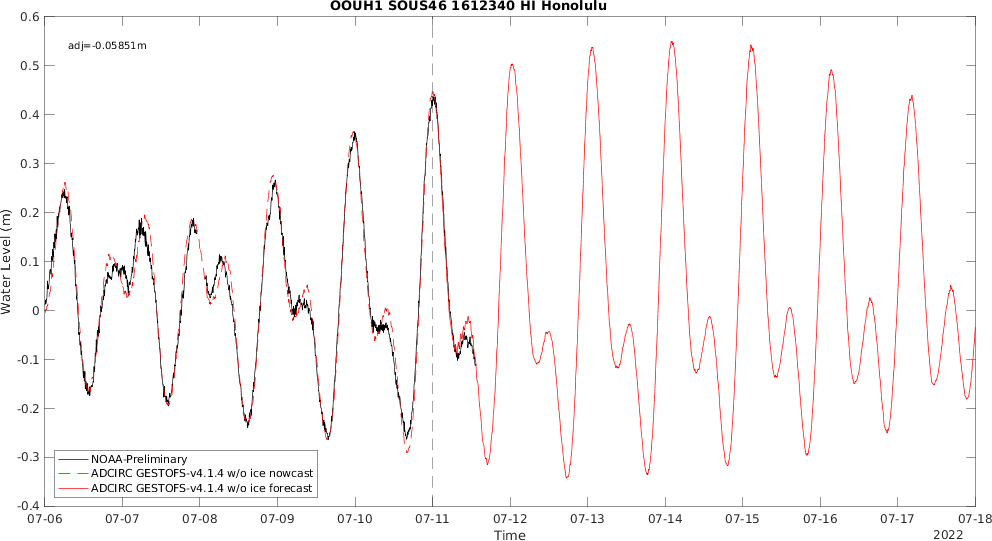 OOUH1 SOUS46 1612340 HI Honolulu
adj=-0.05851m
0.6
0.5
0.4
0.3
0.2
0.1
0
-0.1
-0.2
-0.3
-0.4
Water Level (m)
NOAA-Preliminary
ADCIRC GESTOFS-v4.1.4 w/o ice nowcast
ADCIRC GESTOFS-v4.1.4 w/o ice forecast
07-06 07-07 07-08 07-09 07-10 07-11 07-12 07-13 07-14 07-15 07-16 07-17 07-18
Time
2022